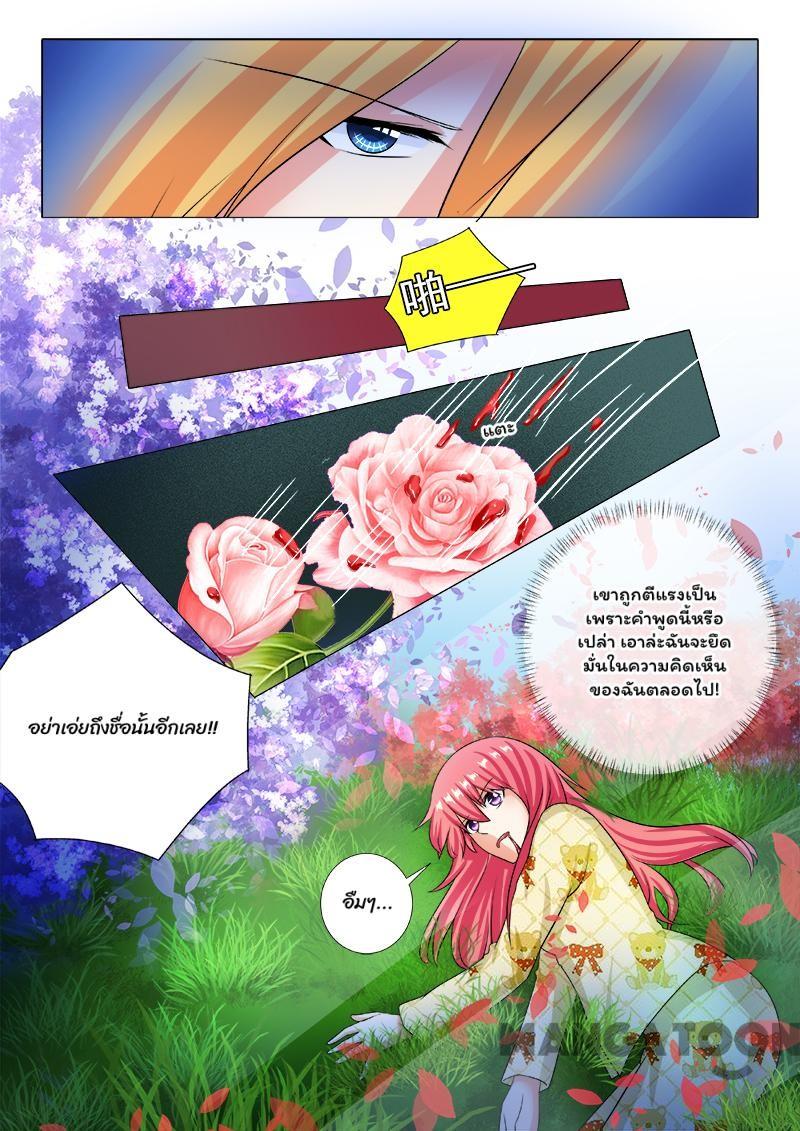 啪——
แตะ
เขาถูกตีแรงเป็น
เพราะคำพูดนี้หรือ
เปล่า เอาล่ะฉันจะยึด
มั่นในความคิดเห็น
ของฉันตลอดไป!
อย่าเอ่ยถึงชื่อนั้นอีกเลย!!
อืมๆ...
MANGATOON